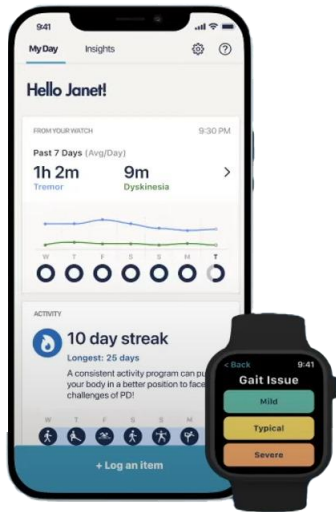 9:41
My Day Insights
Hello Janet!
FROM YOUR WATCH 9:30 PM
Past 7 Days (Avg/Day)
1h 2m 9m
Tremor Dyskinesia
W T F S S M T
ACTIVITY
10 day streak
Longest: 25 days
A consistent activity program can pu
your body in a better position to face
challenges of PD!
W T F S S M
+ Log an item
< Back 9:41
Gait Issue
Mild
Typical
Severe